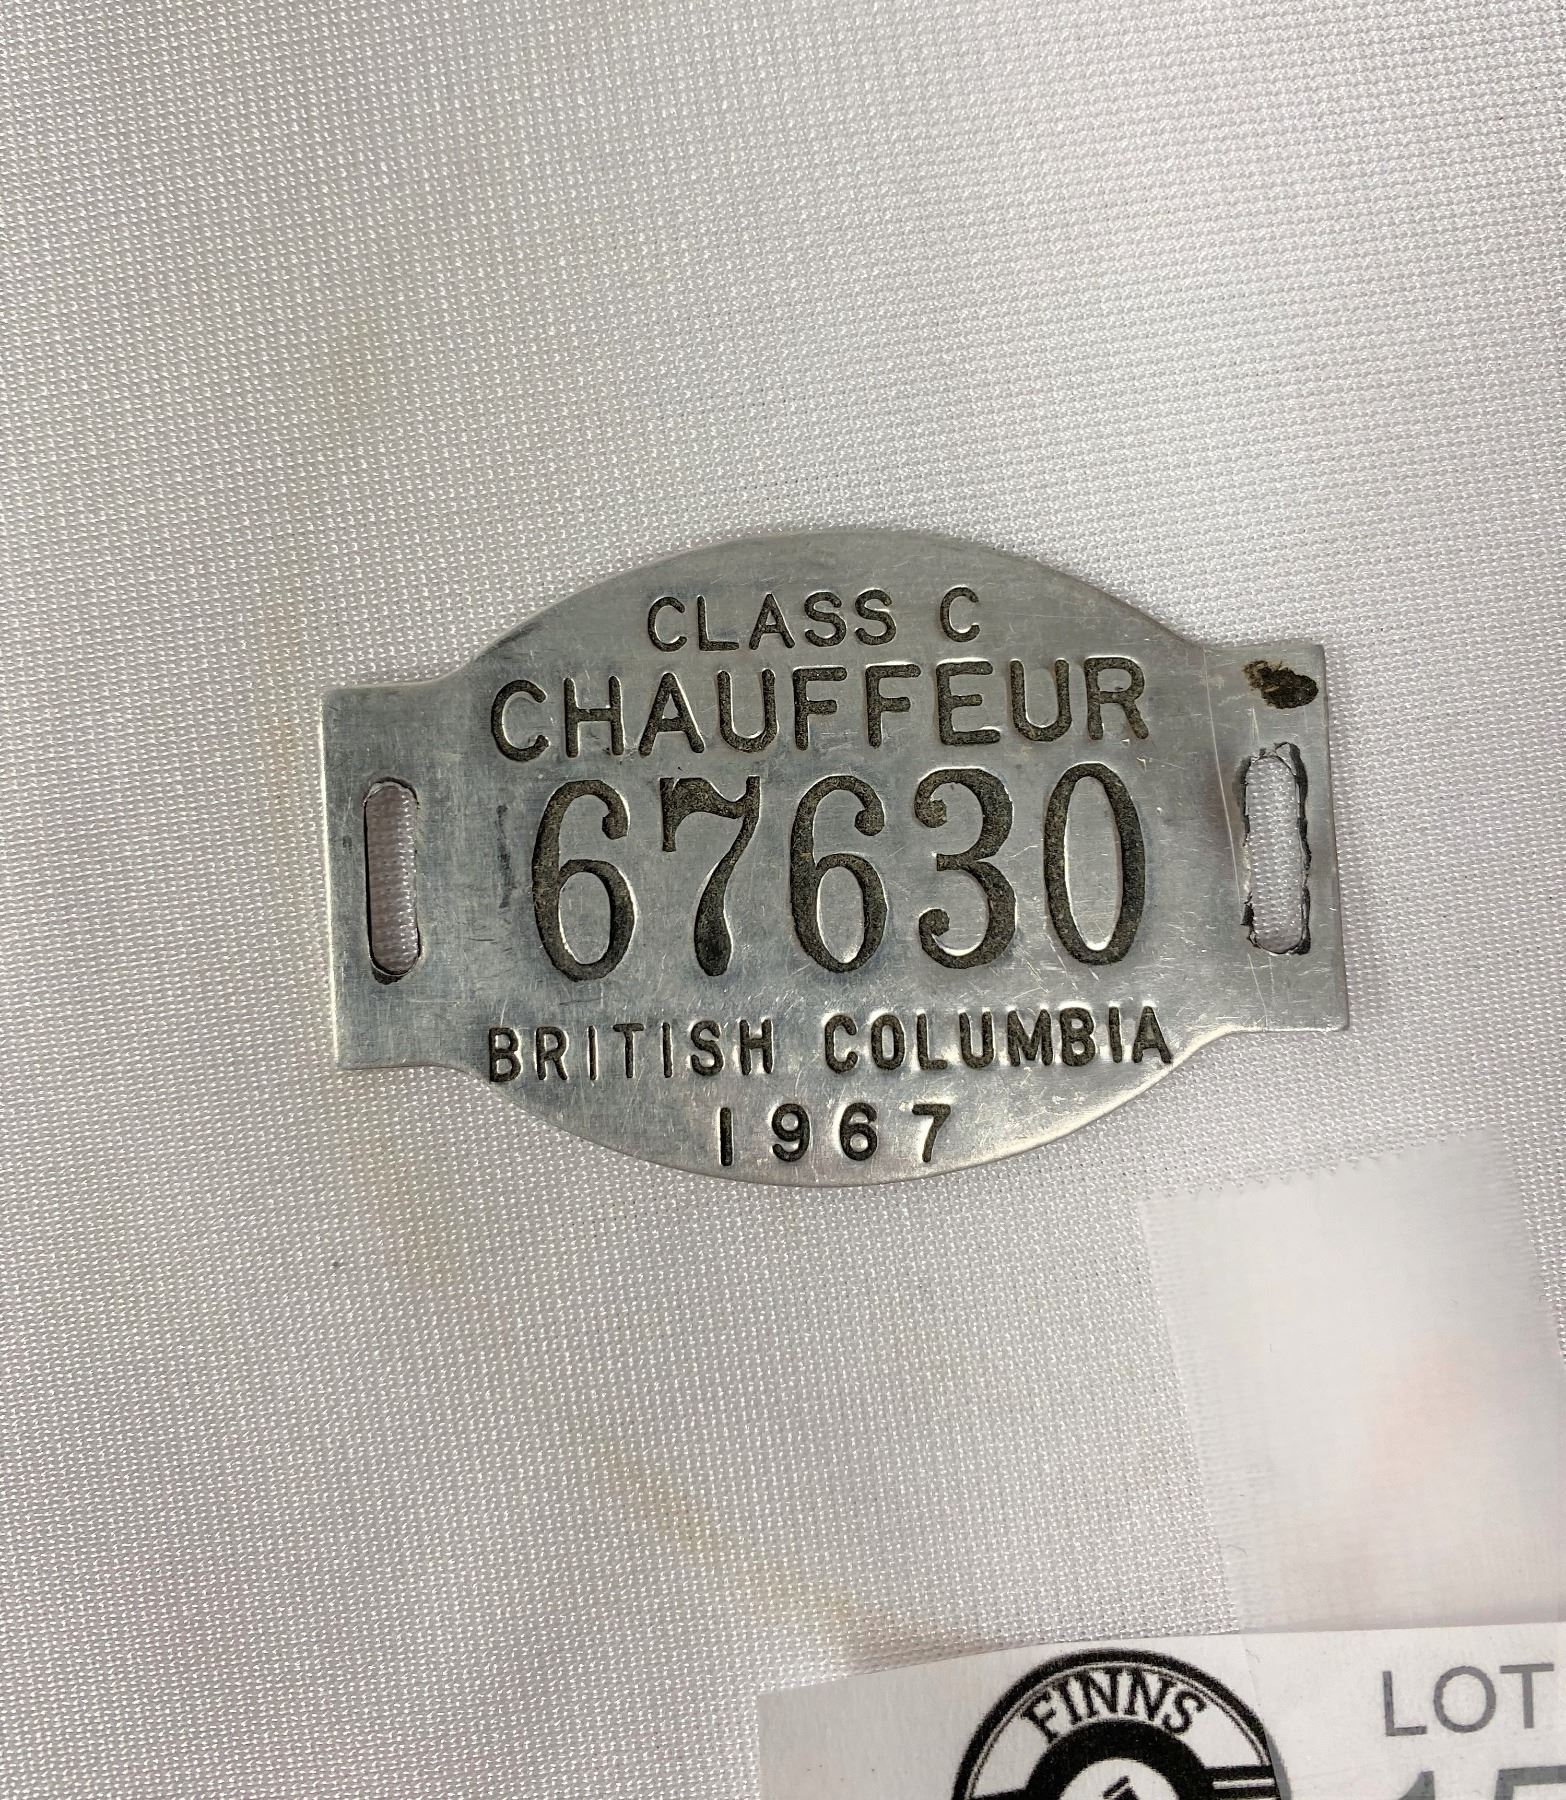 CLASS C
CHAUFFEUR
67630
BRITISH COLUMBIA
1967
FINNS
LOT